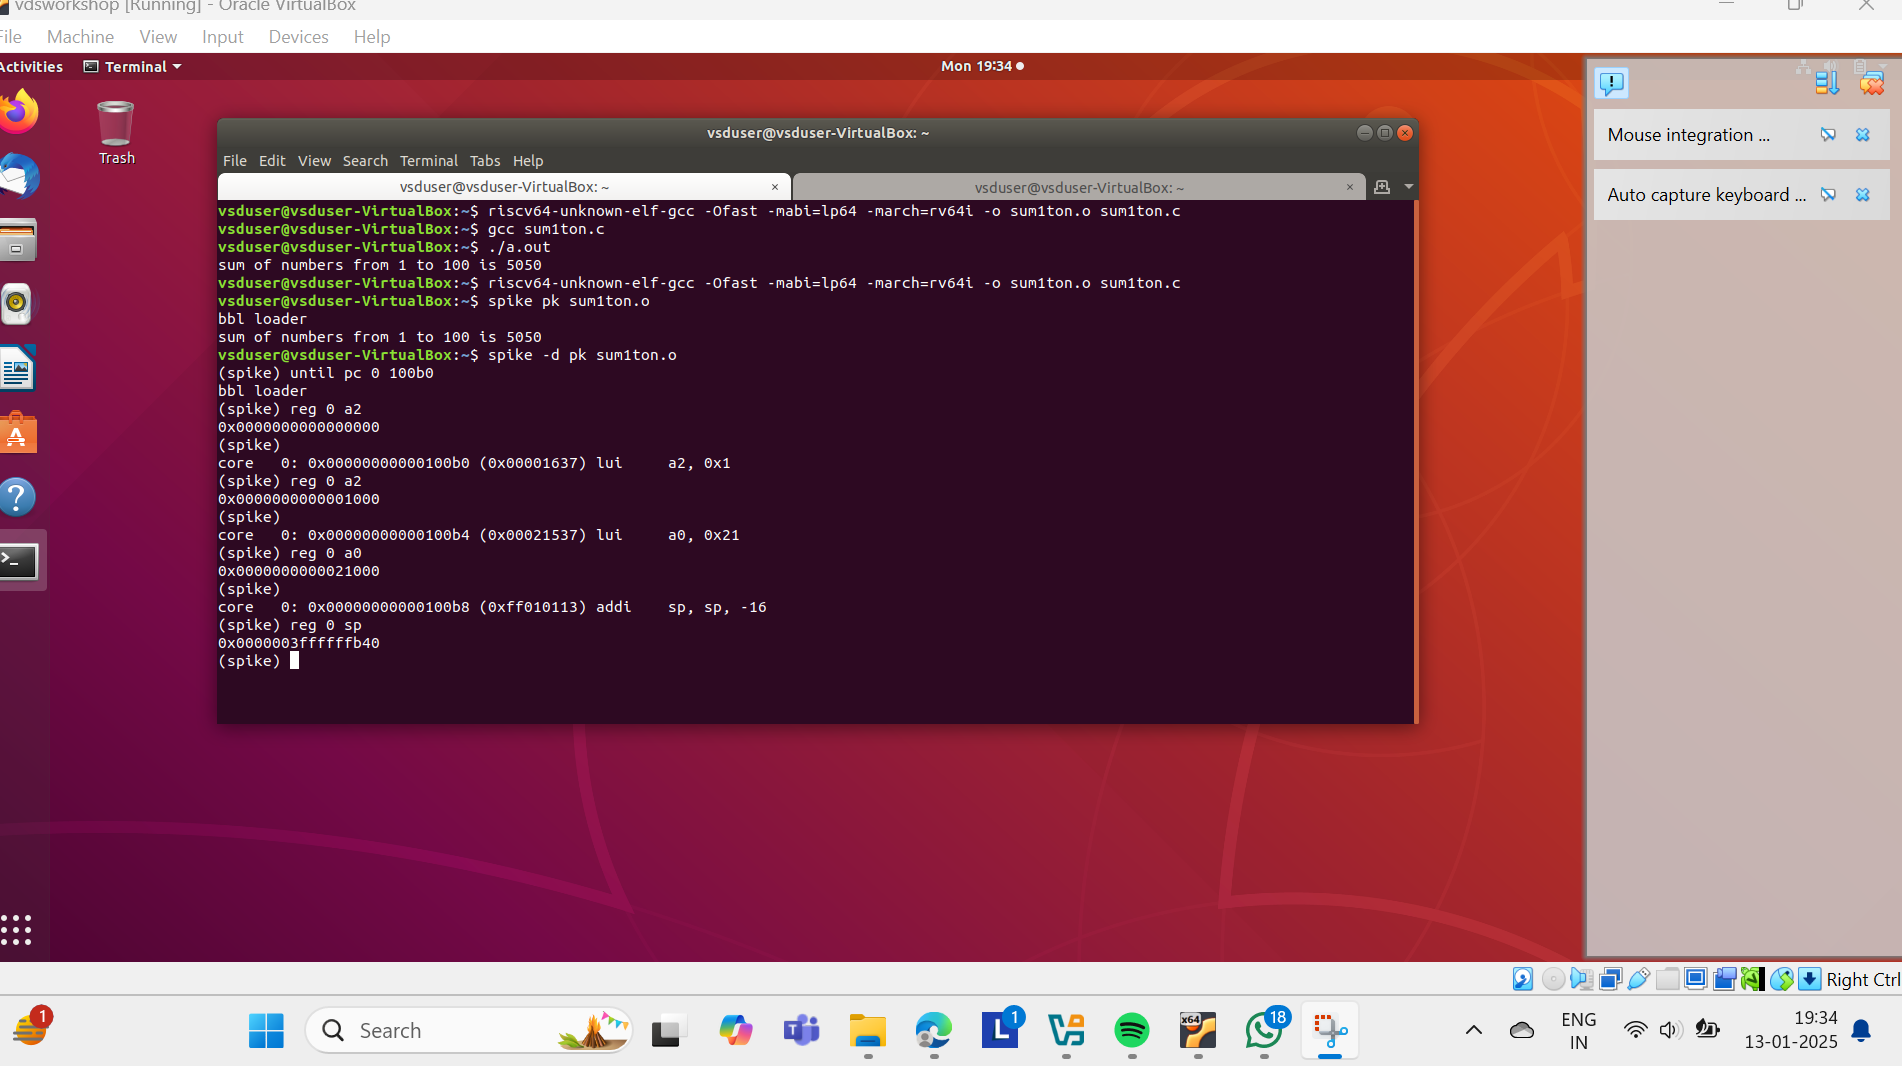 vdsworkshop [Running] - Oracle VirtualBox
File Machine View Input Devices Help
Activities Terminal Mon 19:34
Trash
vsduser@vsduser-VirtualBox: ~
File Edit View Search Terminal Tabs Help
vsduser@vsduser-VirtualBox: ~ × vsduser@vsduser-VirtualBox: ~ ×
vsduser@vsduser-VirtualBox:~$ riscv64-unknown-elf-gcc -Ofast -mabi=lp64 -march=rv64i -o sum1ton.o sum1ton.c
vsduser@vsduser-VirtualBox:~$ gcc sum1ton.c
vsduser@vsduser-VirtualBox:~$ ./a.out
sum of numbers from 1 to 100 is 5050
vsduser@vsduser-VirtualBox:~$ riscv64-unknown-elf-gcc -Ofast -mabi=lp64 -march=rv64i -o sum1ton.o sum1ton.c
vsduser@vsduser-VirtualBox:~$ spike pk sum1ton.o
bbl loader
sum of numbers from 1 to 100 is 5050
vsduser@vsduser-VirtualBox:~$ spike -d pk sum1ton.o
(spike) until pc 0 100b0
bbl loader
(spike) reg 0 a2
0x0000000000000000
(spike)
core   0: 0x00000000000100b0 (0x00001637) lui     a2, 0x1
(spike) reg 0 a2
0x0000000000001000
(spike)
core   0: 0x00000000000100b4 (0x00021537) lui     a0, 0x21
(spike) reg 0 a0
0x0000000000021000
(spike)
core   0: 0x00000000000100b8 (0xff010113) addi    sp, sp, -16
(spike) reg 0 sp
0x0000003ffffffb40
(spike)
Mouse integration ...
Auto capture keyboard ...
Right Ctrl
1
Search
L
1
x64
18
ENG
IN
19:34
13-01-2025